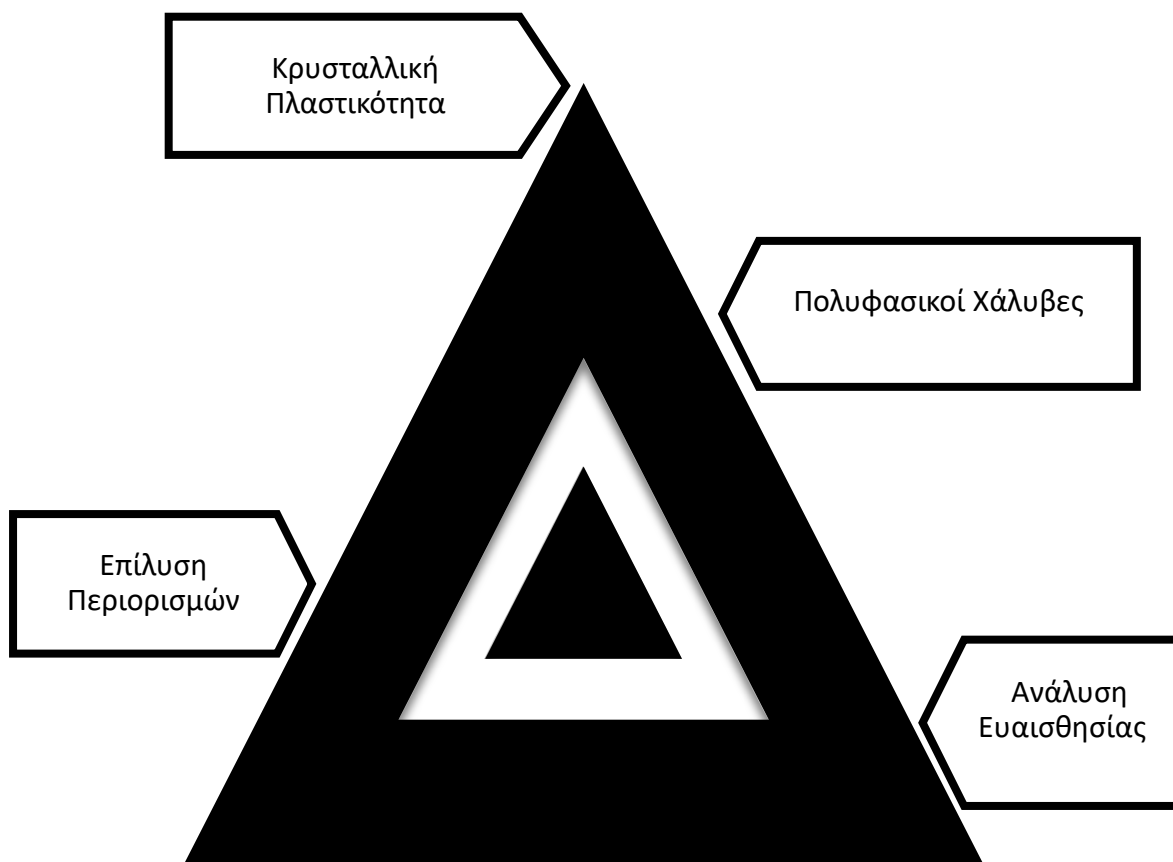 Κρυσταλλική
Πλαστικότητα
Πολυφασικοί Χάλυβες
Επίλυση
Περιορισμών
Ανάλυση
Ευαισθησίας